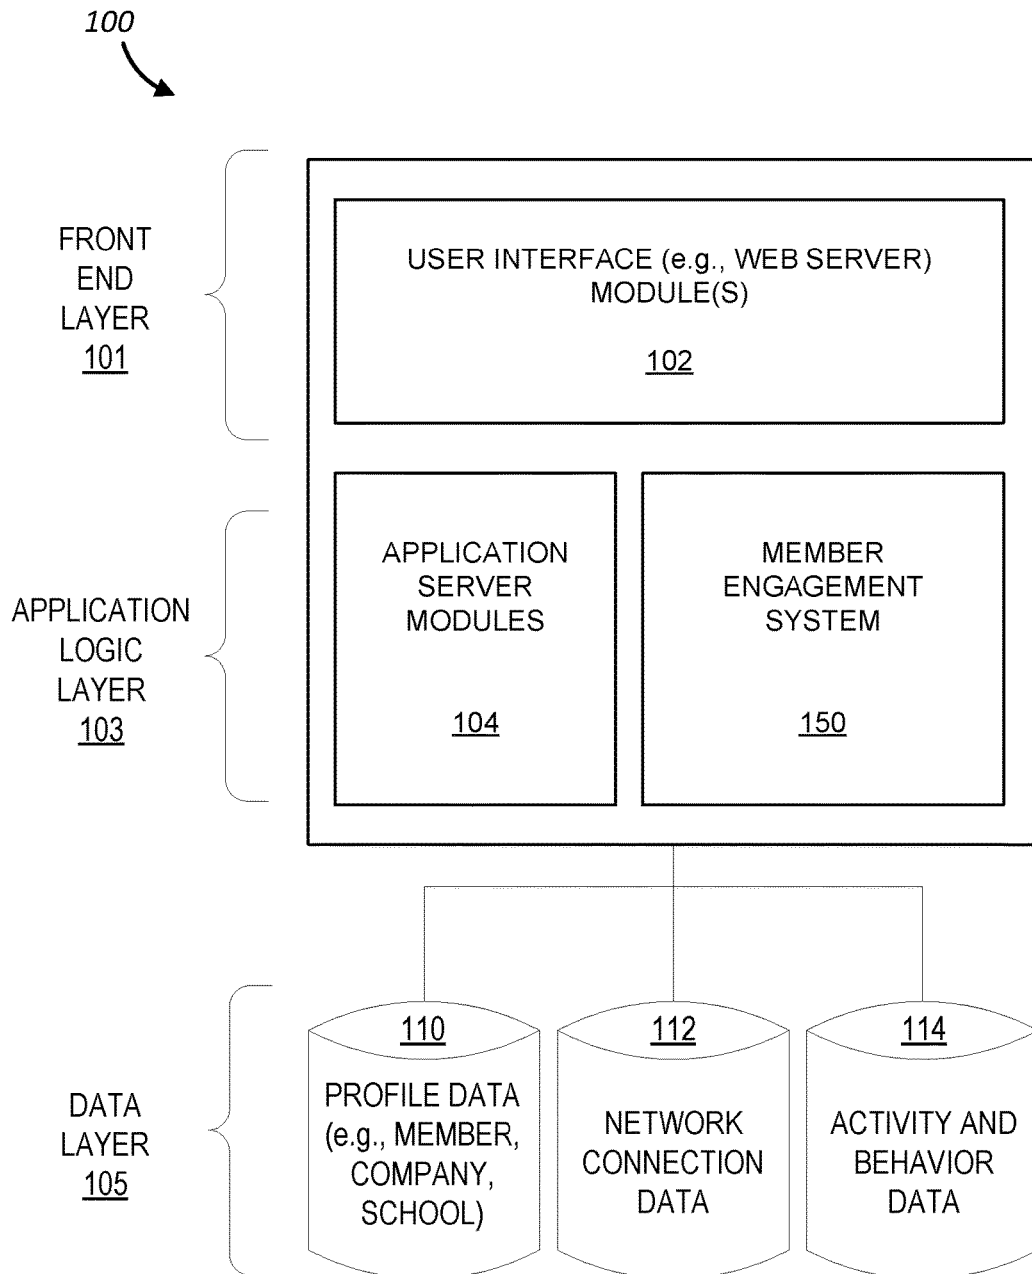 100
FRONT
END
LAYER
101
USER INTERFACE (e.g., WEB SERVER)
MODULE(S)
102
APPLICATION
LOGIC
LAYER
103
APPLICATION
SERVER
MODULES
104
MEMBER
ENGAGEMENT
SYSTEM
150
DATA
LAYER
105
110
PROFILE DATA
(e.g., MEMBER,
COMPANY,
SCHOOL)
112
NETWORK
CONNECTION
DATA
114
ACTIVITY AND
BEHAVIOR
DATA